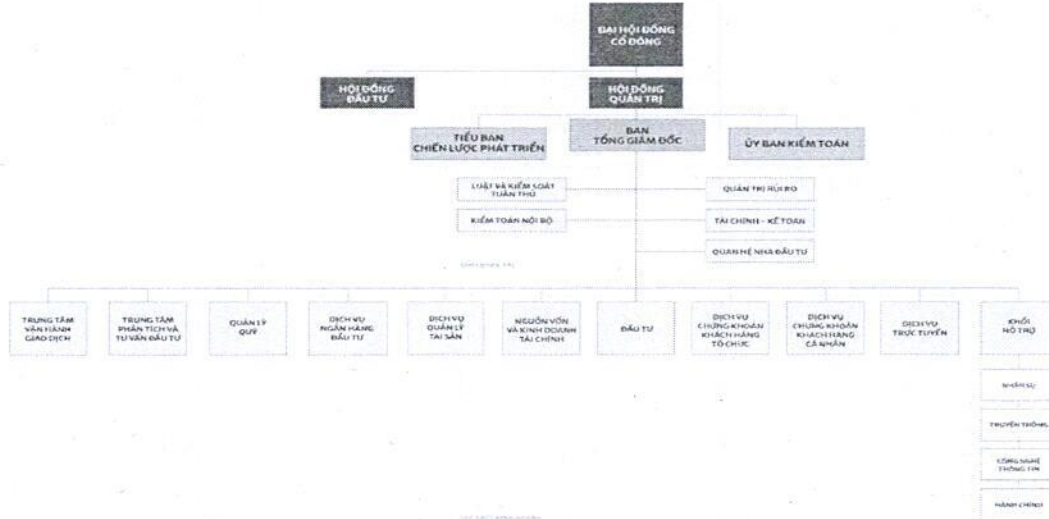 ĐẠI HỘI ĐỒNG
CỔ ĐÔNG
HỘI ĐỒNG
ĐẦU TƯ
HỘI ĐỒNG
QUẢN TRỊ
TIỂU BAN
CHIẾN LƯỢC PHÁT TRIỂN
BAN
TỔNG GIÁM ĐỐC
ỦY BAN KIỂM TOÁN
LUẬT VÀ KIỂM SOÁT
TUÂN THỦ
QUẢN TRỊ RỦI RO
KIỂM TOÁN NỘI BỘ
TÀI CHÍNH - KẾ TOÁN
QUAN HỆ NHÀ ĐẦU TƯ
TRUNG TÂM
VẬN HÀNH
GIAO DỊCH
TRUNG TÂM
PHÂN TÍCH VÀ
TƯ VẤN ĐẦU TƯ
QUẢN LÝ
QUỸ
DỊCH VỤ
NGÂN HÀNG
ĐẦU TƯ
DỊCH VỤ
QUẢN LÝ
TÀI SẢN
NGUỒN VỐN
VÀ KINH DOANH
TÀI CHÍNH
ĐẦU TƯ
DỊCH VỤ
CHỨNG KHOÁN
KHÁCH HÀNG
TỔ CHỨC
DỊCH VỤ
CHỨNG KHOÁN
KHÁCH HÀNG
CÁ NHÂN
DỊCH VỤ
TRỰC TUYẾN
KHỐI
HỖ TRỢ
NHÂN SỰ
TRUYỀN THÔNG
CÔNG NGHỆ
THÔNG TIN
HÀNH CHÍNH